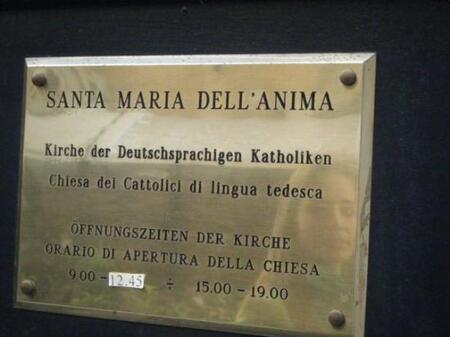 SANTA MARIA DELL'ANIMA
Kirche der Deutschsprachigen Katholiken
Chiesa dei Cattolici di lingua tedesca
ÖFFNUNGSZEITEN DER KIRCHE
ORARIO DI APERTURA DELLA CHIESA
9.00 - 12.45 ÷ 15.00 - 19.00